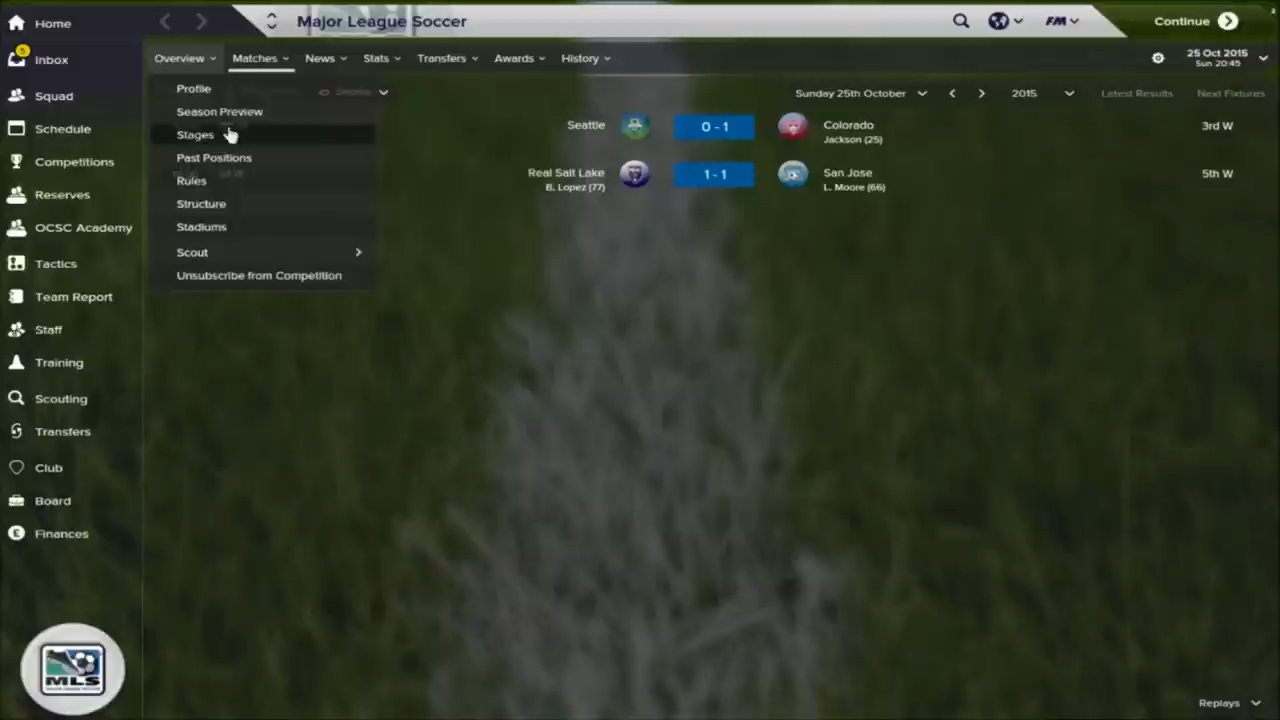 Home
Major League Soccer
FM
Continue
Inbox
Overview
Matches
News
Stats
Transfers
Awards
History
25 Oct 2015
Sun 20:45
Squad
Schedule
Competitions
Reserves
OCSC Academy
Tactics
Team Report
Staff
Training
Scouting
Transfers
Club
Board
Finances
Profile
Season Preview
Stages
Past Positions
Rules
Structure
Stadiums
Scout
Unsubscribe from Competition
Sunday 25th October
2015
Latest Results
Next Fixtures
Seattle
0 - 1
Colorado
Jackson (25)
3rd W
Real Salt Lake
B. Lopez (77)
1 - 1
San Jose
L. Moore (66)
5th W
MLS
Replays